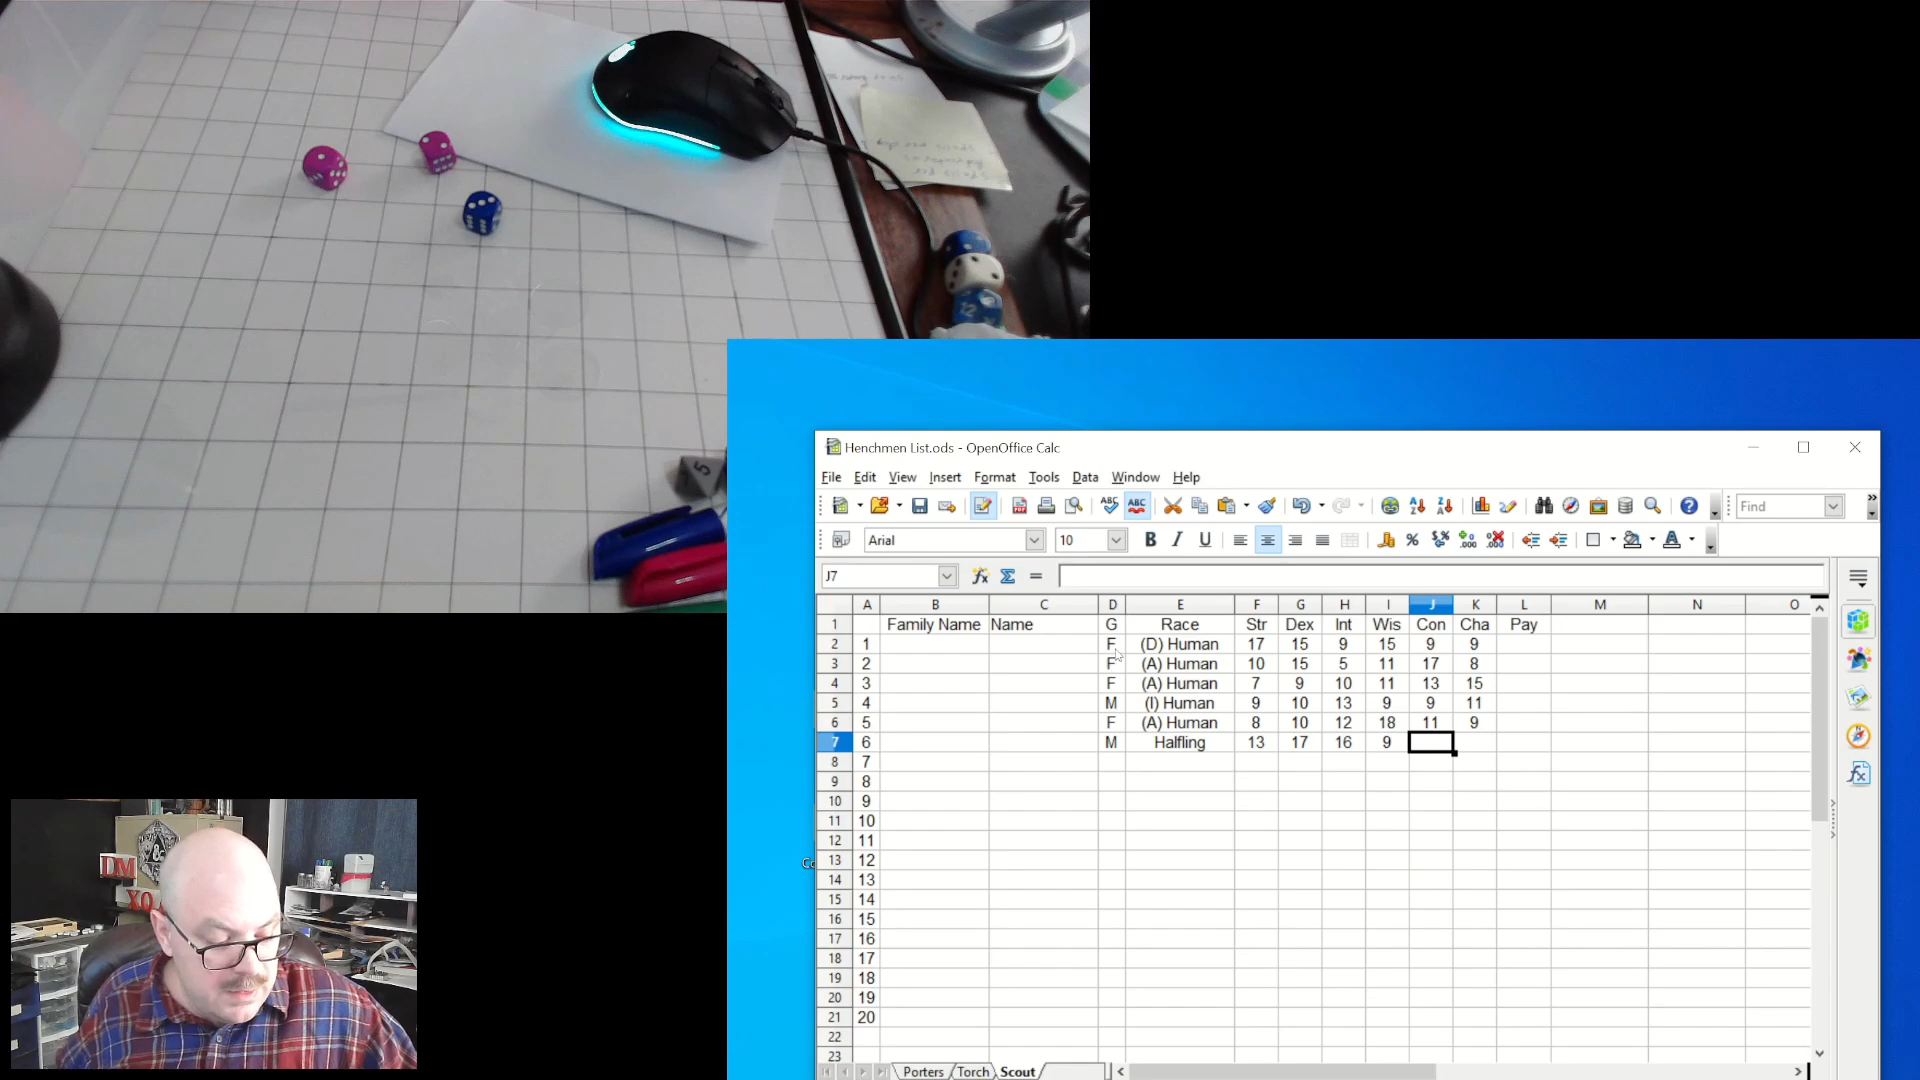 12
5
Henchmen List.ods - OpenOffice Calc
File Edit View Insert Format Tools Data Window Help
Find
Arial 10 B I U
J7
A B C D E F G H I J K L M N O
1 Family Name Name G Race Str Dex Int Wis Con Cha Pay
2 1 F (D) Human 17 15 9 15 9 9
3 2 F (A) Human 10 15 5 11 17 8
4 3 F (A) Human 7 9 10 11 13 15
5 4 M (I) Human 9 10 13 9 9 11
6 5 F (A) Human 8 10 12 18 11 9
7 6 M Halfling 13 17 16 9
8 7
9 8
10 9
11 10
12 11
13 12
14 13
15 14
16 15
17 16
18 17
19 18
20 19
21 20
22
23
Porters Torch Scout
DM
XO
&